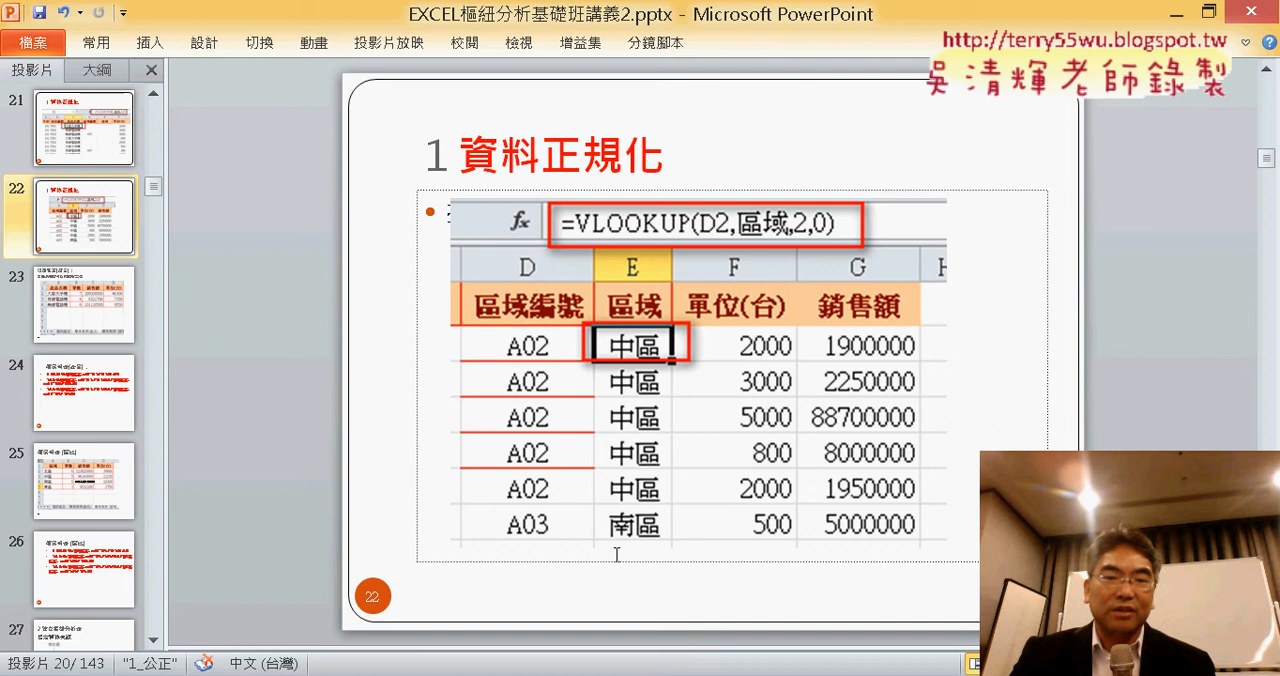 EXCEL樞紐分析基礎班講義2.pptx - Microsoft PowerPoint
檔案 常用 插入 設計 切換 動畫 投影片放映 校閱 檢視 增益集 分鏡腳本
http://terry55wu.blogspot.tw
吳清輝老師錄製
投影片 大綱
21
22
23
24
25
26
27
1 資料正規化
fx =VLOOKUP(D2,區域,2,0)
D E F G H
區域編號 區域 單位(台) 銷售額
A02 中區 2000 1900000
A02 中區 3000 2250000
A02 中區 5000 88700000
A02 中區 800 8000000
A02 中區 2000 1950000
A03 南區 500 5000000
22
投影片 20/143 "1_公正" 中文 (台灣)